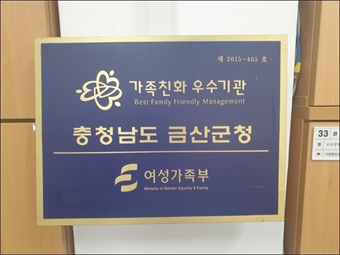 제 2015-405 호
가족친화 우수기관
Best Family Friendly Management
충청남도 금산군청
여성가족부
Ministry of Gender Equality & Family
33